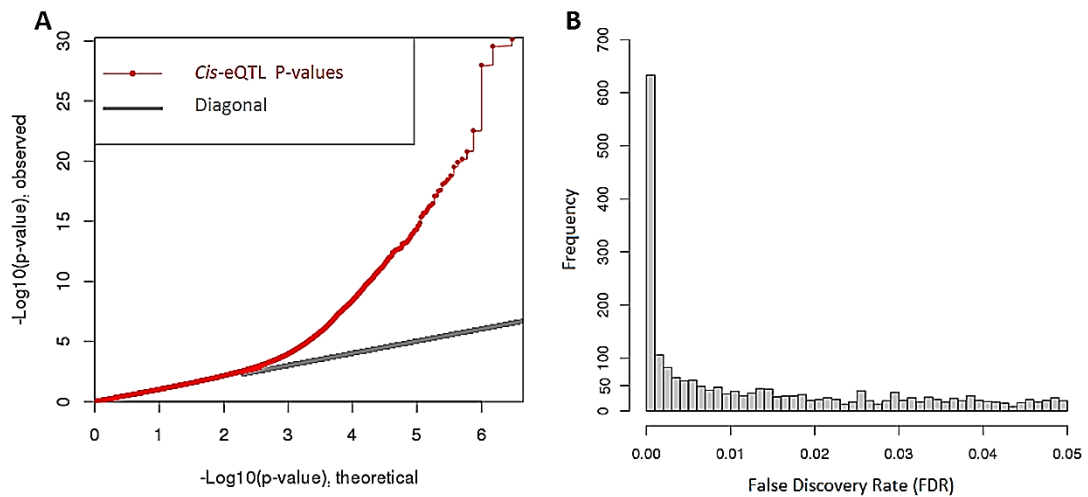 A
30
25
20
15
10
5
0
-Log10(p-value), observed
Cis-eQTL P-values
Diagonal
0 1 2 3 4 5 6
-Log10(p-value), theoretical
B
700
600
500
400
300
200
100
50
0
Frequency
0.00 0.01 0.02 0.03 0.04 0.05
False Discovery Rate (FDR)